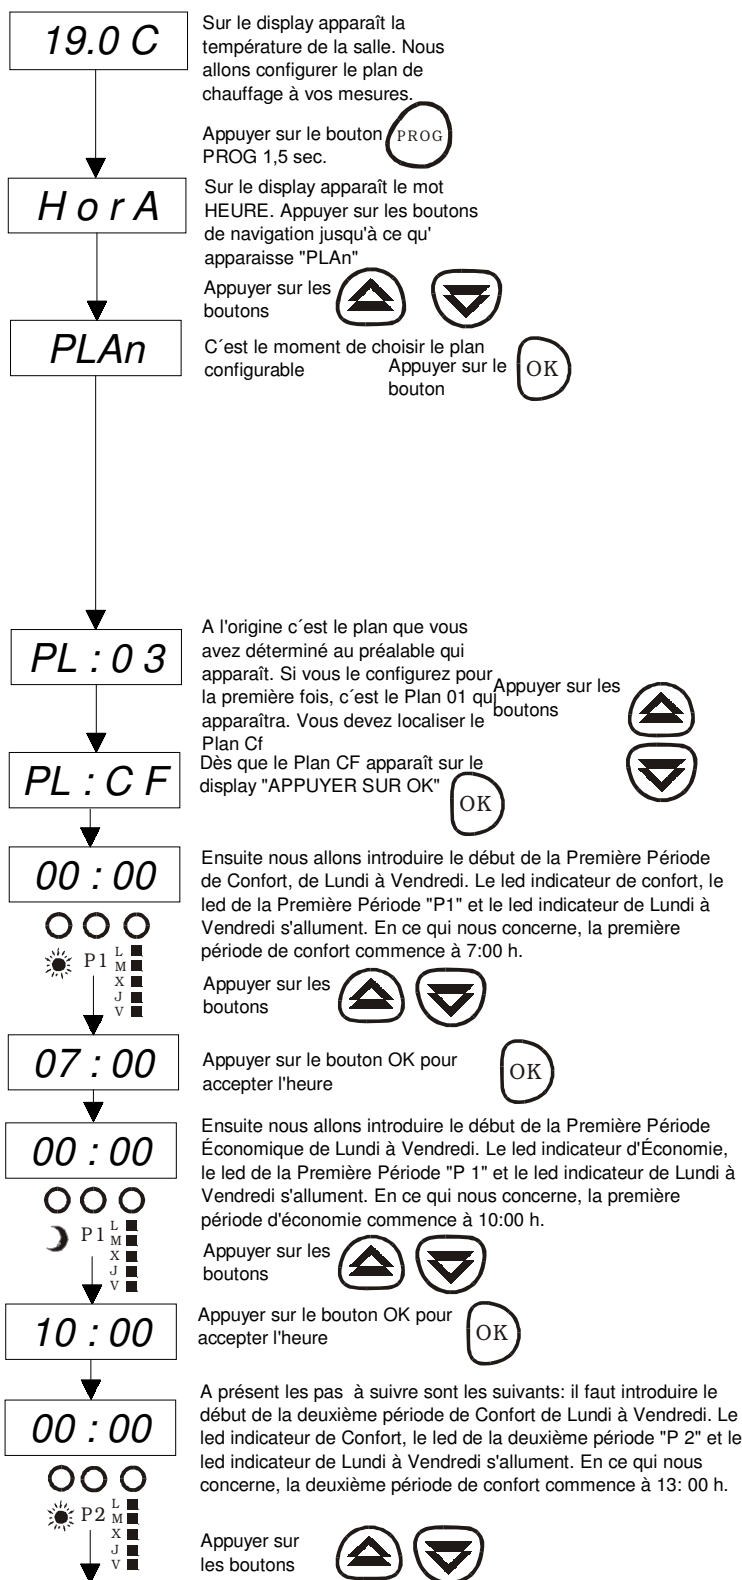 19.0 C
Sur le display apparaît la
température de la salle. Nous
allons configurer le plan de
chauffage à vos mesures.
Appuyer sur le bouton
PROG 1,5 sec.
PROG
H o r A
Sur le display apparaît le mot
HEURE. Appuyer sur les boutons
de navigation jusqu'à ce qu'
apparaisse "PLAn"
Appuyer sur les
boutons
PLAn
C´est le moment de choisir le plan
configurable
Appuyer sur le
bouton
OK
PL : 0 3
A l'origine c´est le plan que vous
avez déterminé au préalable qui
apparaît. Si vous le configurez pour
la première fois, c´est le Plan 01 qui
apparaîtra. Vous devez localiser le
Plan Cf
Appuyer sur les
boutons
PL : C F
Dès que le Plan CF apparaît sur le
display "APPUYER SUR OK"
OK
00 : 00
Ensuite nous allons introduire le début de la Première Période
de Confort, de Lundi à Vendredi. Le led indicateur de confort, le
led de la Première Période "P1" et le led indicateur de Lundi à
Vendredi s'allument. En ce qui nous concerne, la première
période de confort commence à 7:00 h.
P1
L
M
X
J
V
Appuyer sur les
boutons
07 : 00
Appuyer sur le bouton OK pour
accepter l'heure
OK
00 : 00
Ensuite nous allons introduire le début de la Première Période
Économique de Lundi à Vendredi. Le led indicateur d'Économie,
le led de la Première Période "P 1" et le led indicateur de Lundi à
Vendredi s'allument. En ce qui nous concerne, la première
période d'économie commence à 10:00 h.
P1
L
M
X
J
V
Appuyer sur les
boutons
10 : 00
Appuyer sur le bouton OK pour
accepter l'heure
OK
00 : 00
A présent les pas à suivre sont les suivants: il faut introduire le
début de la deuxième période de Confort de Lundi à Vendredi. Le
led indicateur de Confort, le led de la deuxième période "P 2" et le
led indicateur de Lundi à Vendredi s'allument. En ce qui nous
concerne, la deuxième période de confort commence à 13: 00 h.
P2
L
M
X
J
V
Appuyer sur
les boutons